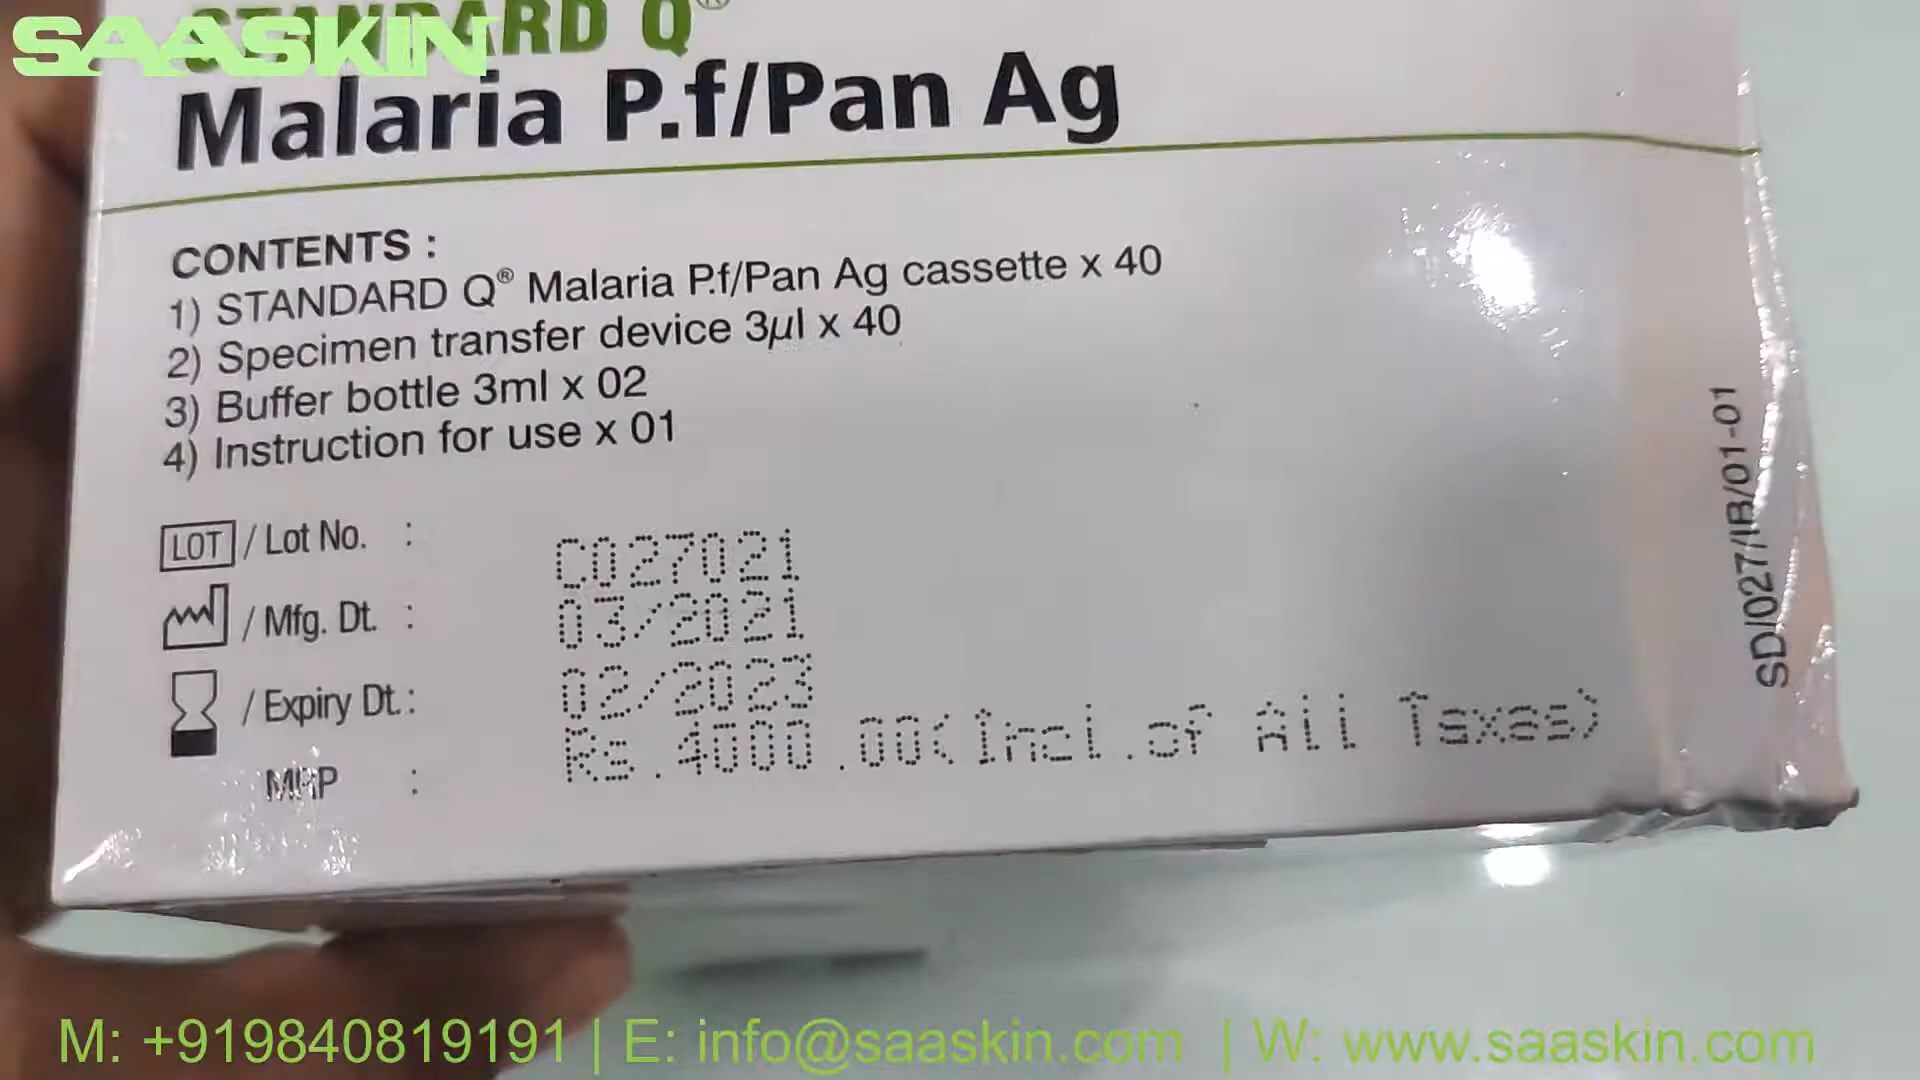 STANDARD Q®
SAASKIN
Malaria P.f/Pan Ag
CONTENTS :
1) STANDARD Q® Malaria P.f/Pan Ag cassette x 40
2) Specimen transfer device 3µl x 40
3) Buffer bottle 3ml x 02
4) Instruction for use x 01
LOT / Lot No. : C027021
/ Mfg. Dt. : 03/2021
/ Expiry Dt. : 02/2023
MRP : Rs.4000.00(Incl.of All Taxes)
SD/027/IB/01-01
M: +919840819191 | E: info@saaskin.com | W: www.saaskin.com